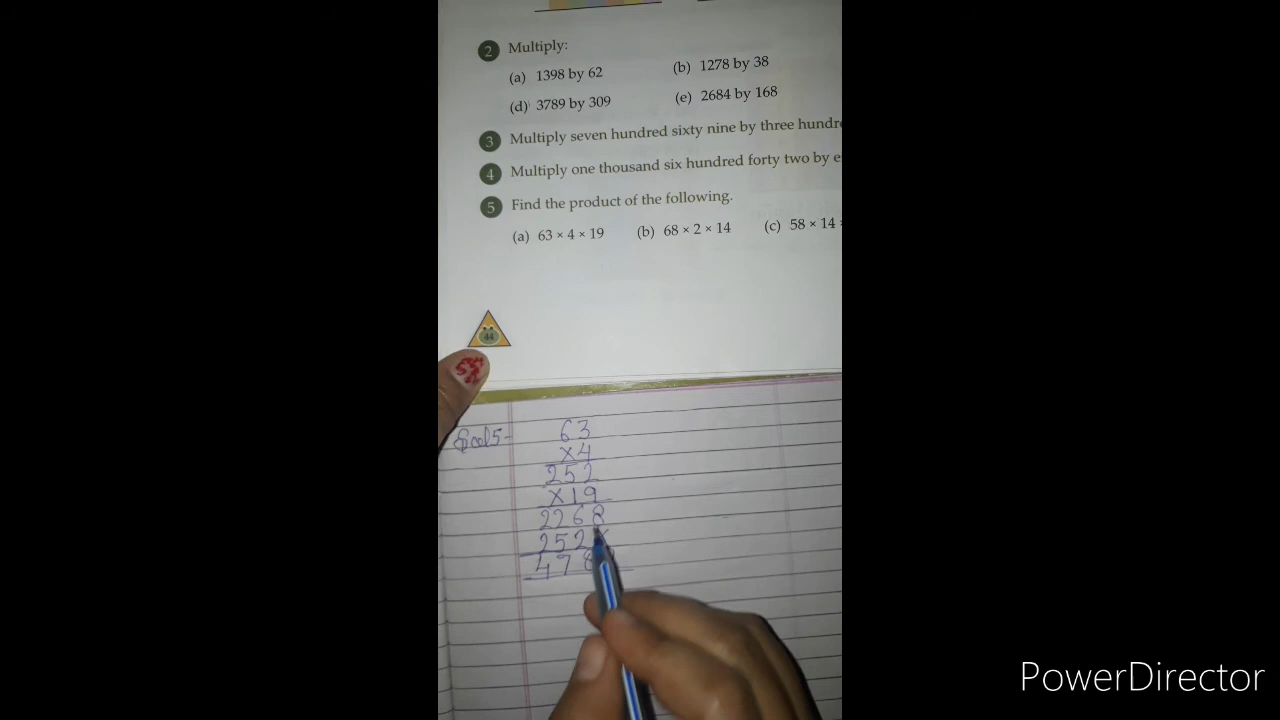 2 Multiply:
(a) 1398 by 62 (b) 1278 by 38
(d) 3789 by 309 (e) 2684 by 168
3 Multiply seven hundred sixty nine by three
4 Multiply one thousand six hundred forty two by
5 Find the product of the following.
(a) 63 × 4 × 19 (b) 68 × 2 × 14 (c) 58 × 14
44
63
×4
252
×19
2268
252×
478
PowerDirector